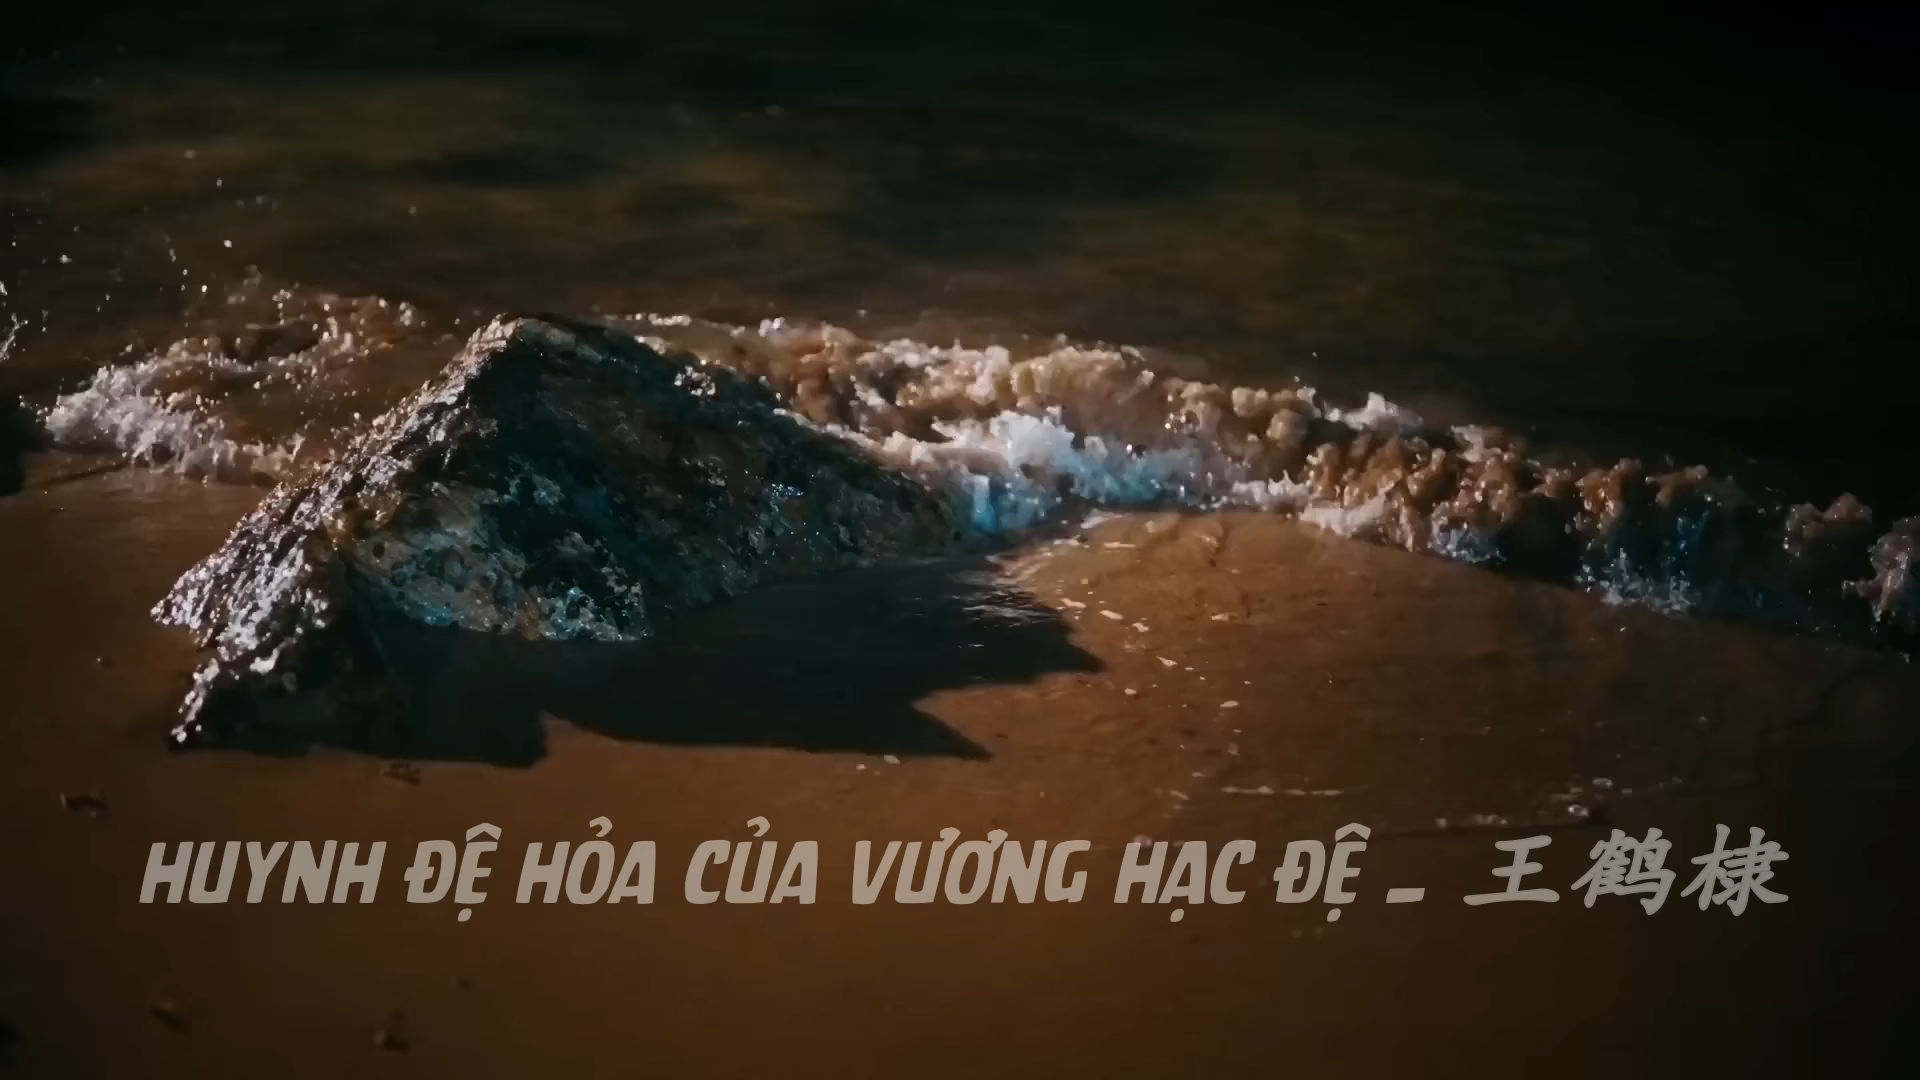 HUYNH ĐỆ HỎA CỦA VƯƠNG HẠC ĐỆ - 王鹤棣